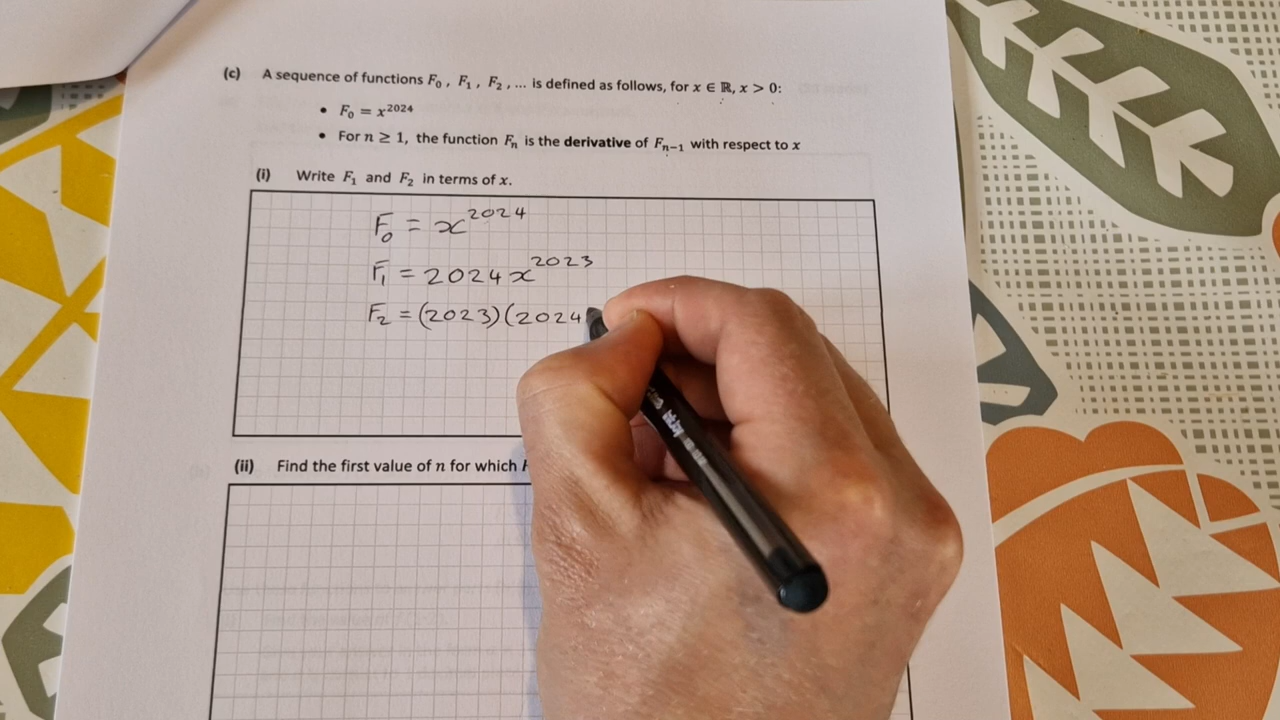 (c) A sequence of functions F₀, F₁, F₂, ... is defined as follows, for x ∈ ℝ, x > 0:
• F₀ = x²⁰²⁴
• For n ≥ 1, the function Fₙ is the derivative of Fₙ₋₁ with respect to x
(i) Write F₁ and F₂ in terms of x.
F₀ = x²⁰²⁴
F₁ = 2024x²⁰²³
F₂ = (2023)(2024
(ii) Find the first value of n for which